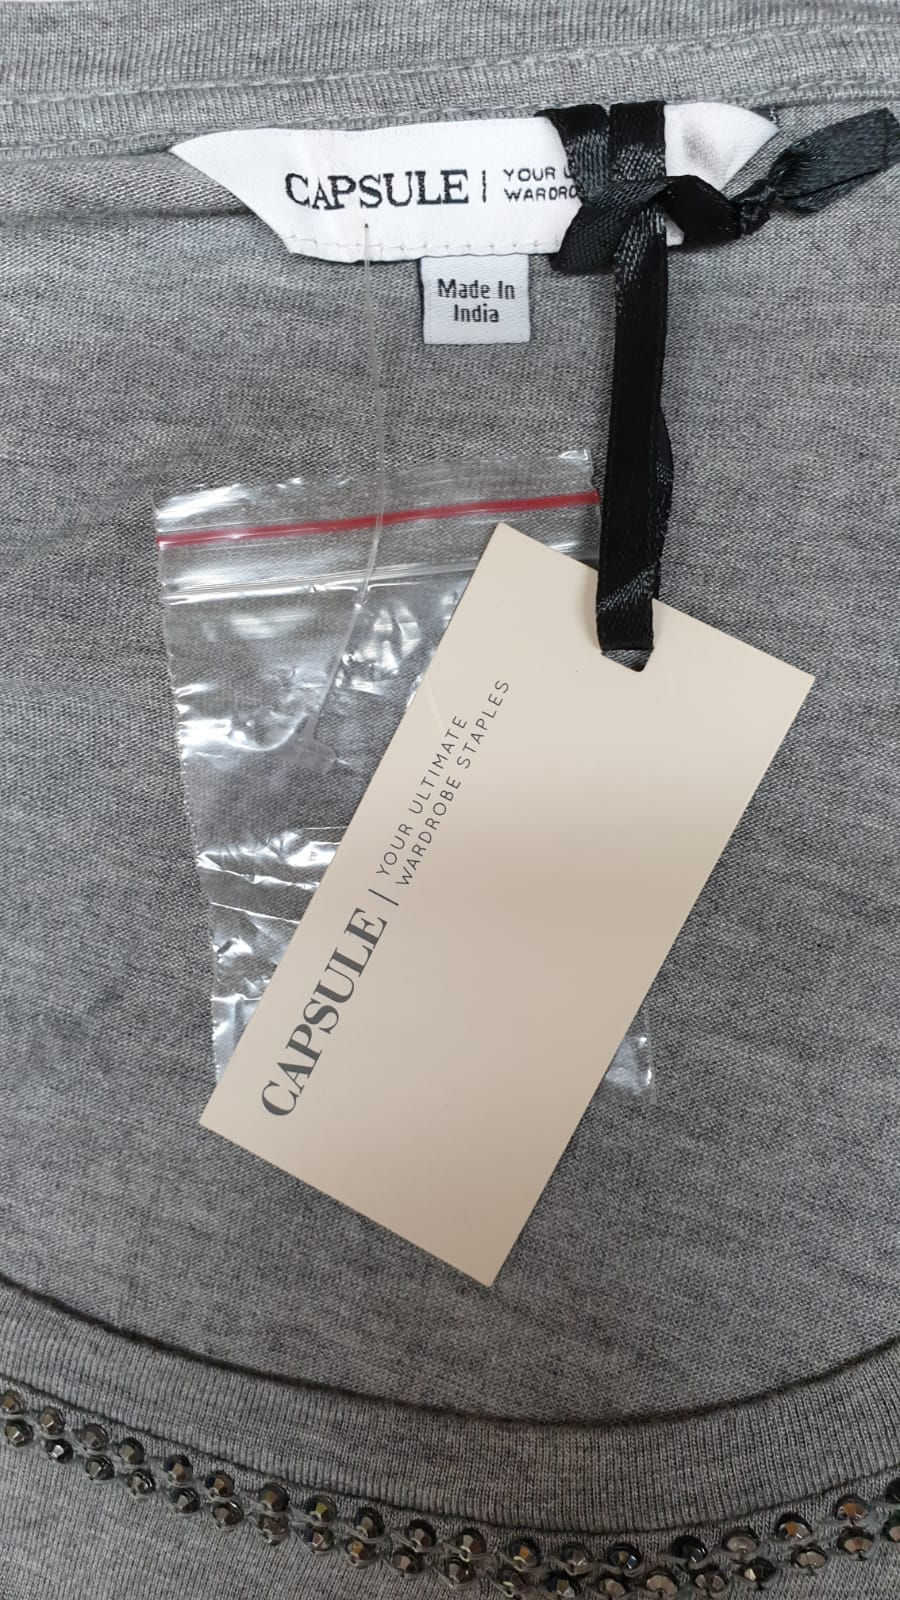 CAPSULE | YOUR
WARDRO
Made In
India
CAPSULE | YOUR ULTIMATE
WARDROBE STAPLES